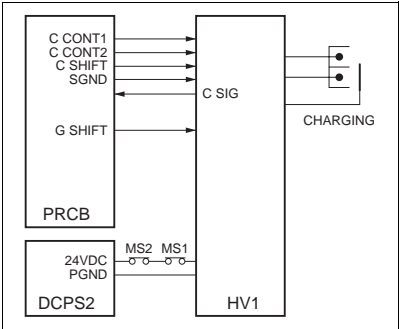 C CONT1
C CONT2
C SHIFT
SGND
C SIG
CHARGING
G SHIFT
PRCB
MS2 MS1
24VDC
PGND
DCPS2
HV1